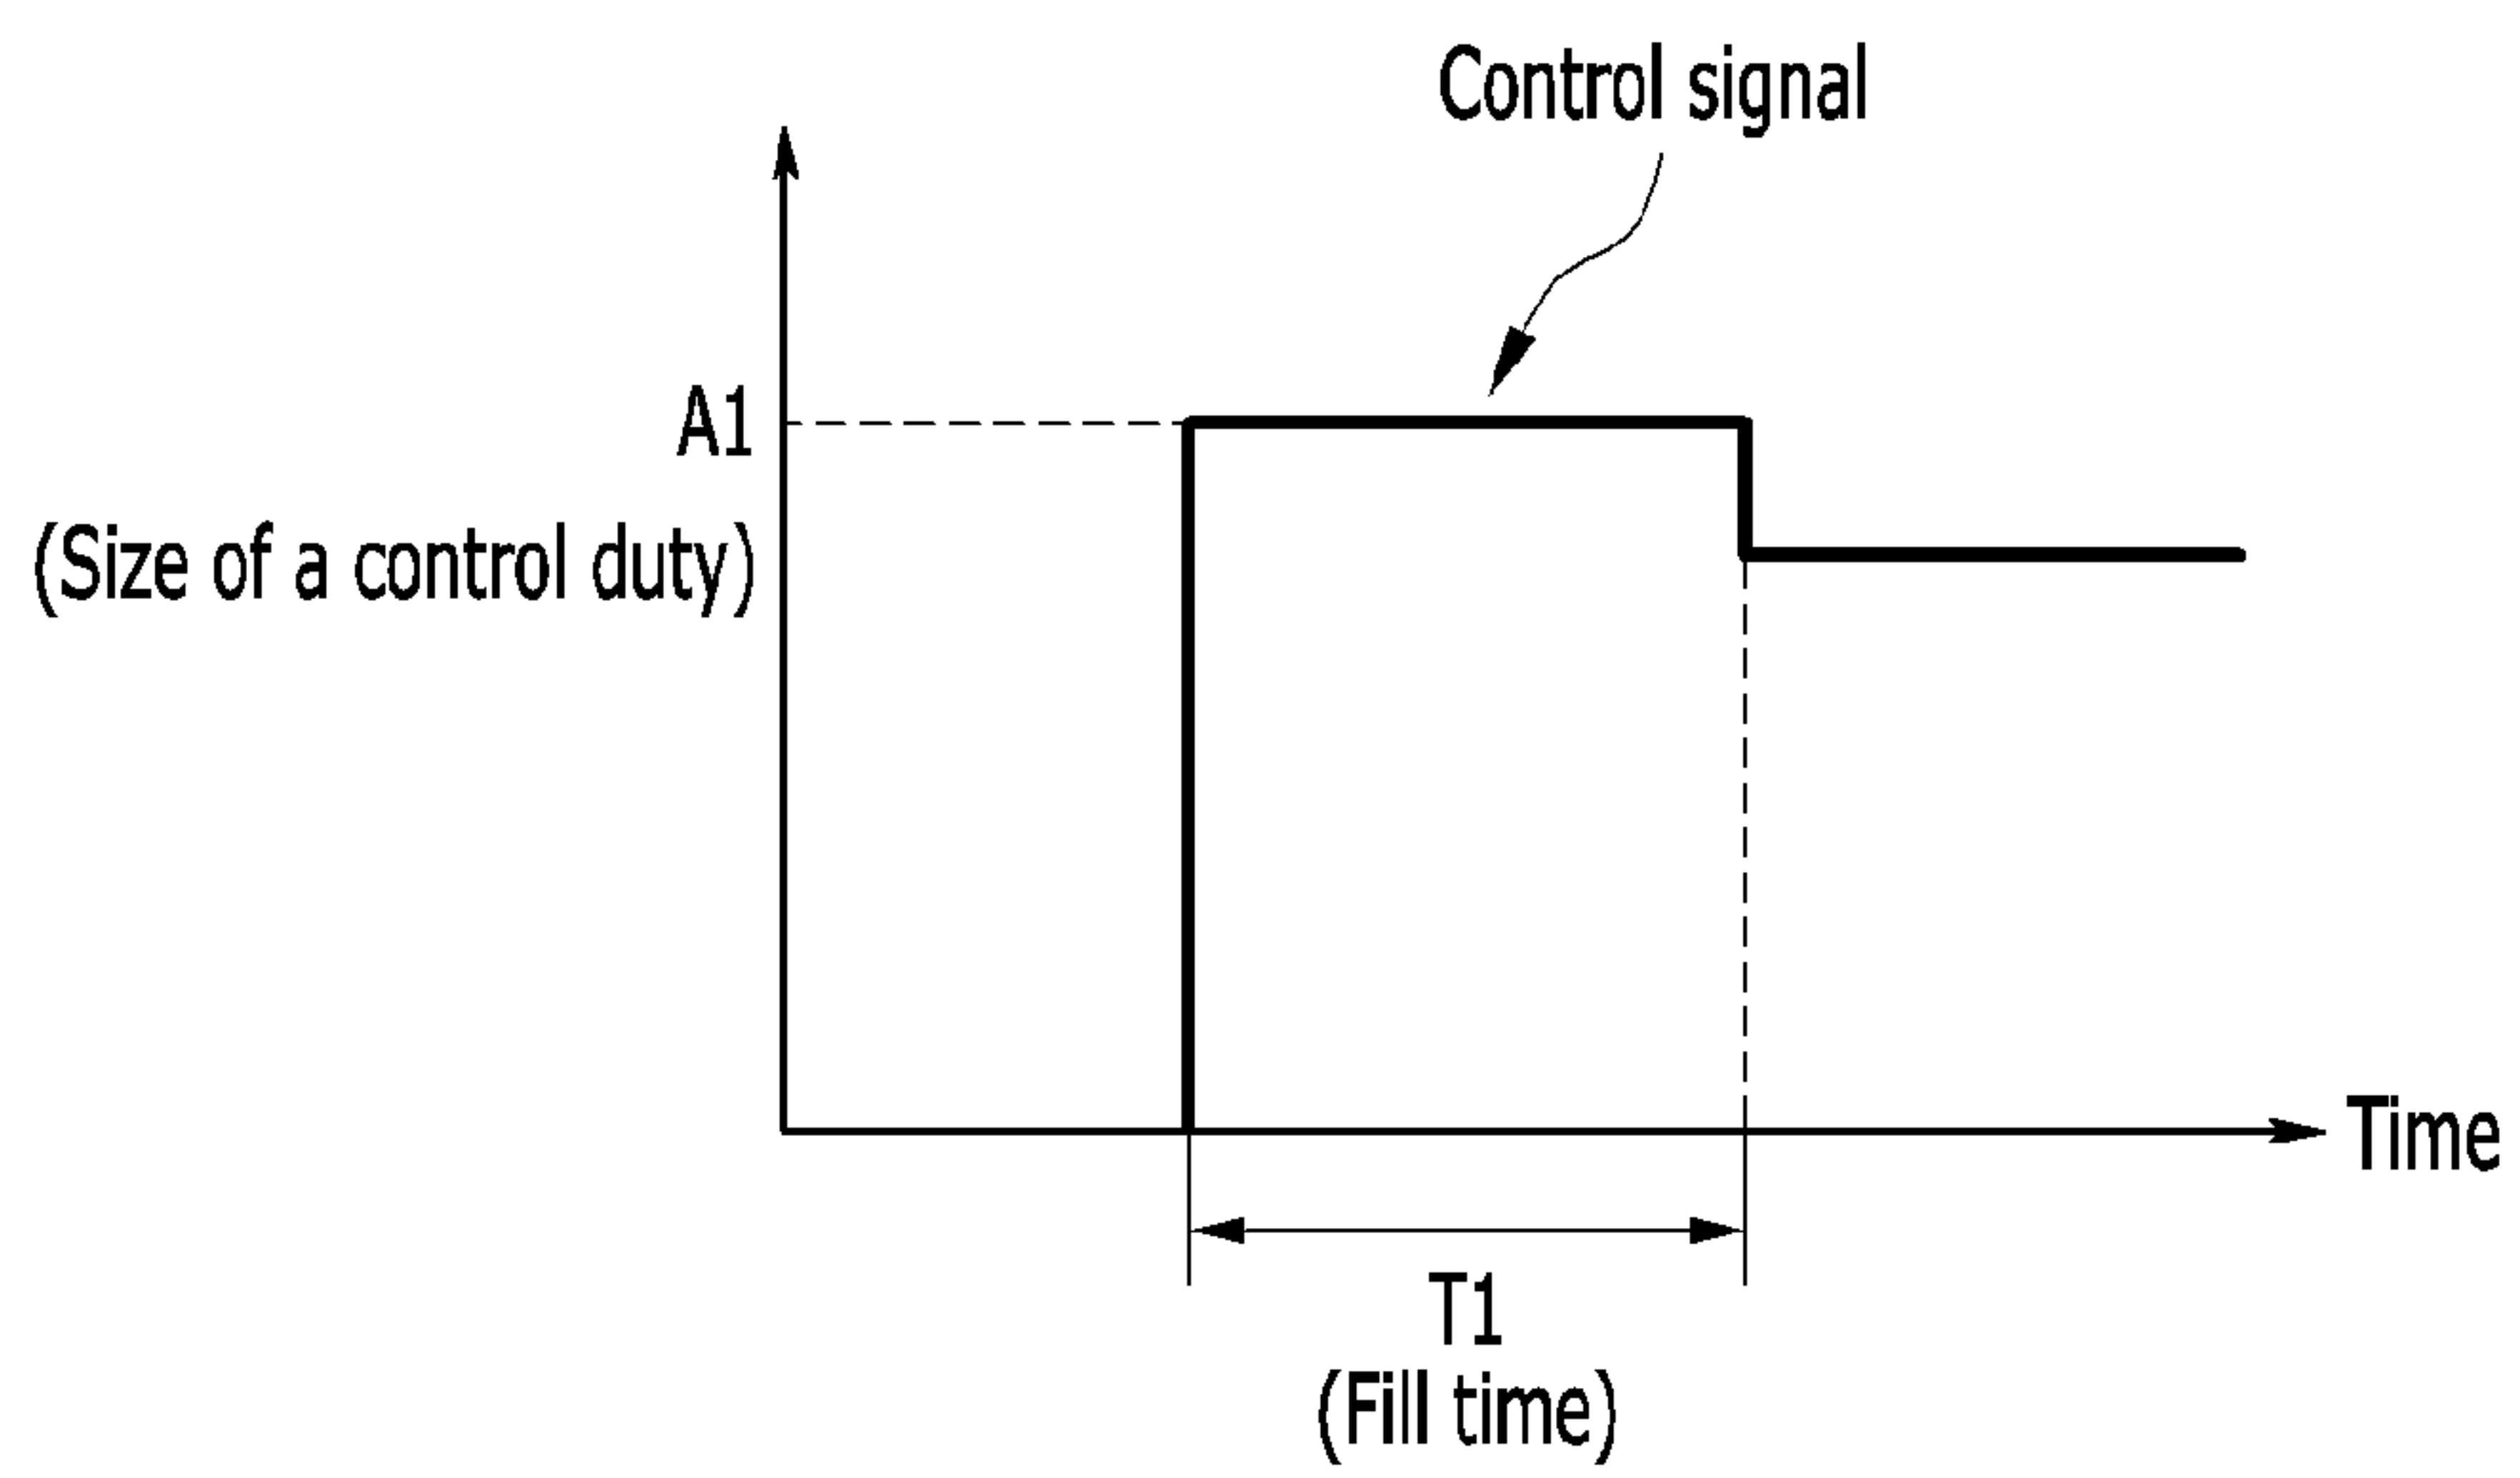 Control signal
A1
(Size of a control duty)
Time
T1
(Fill time)